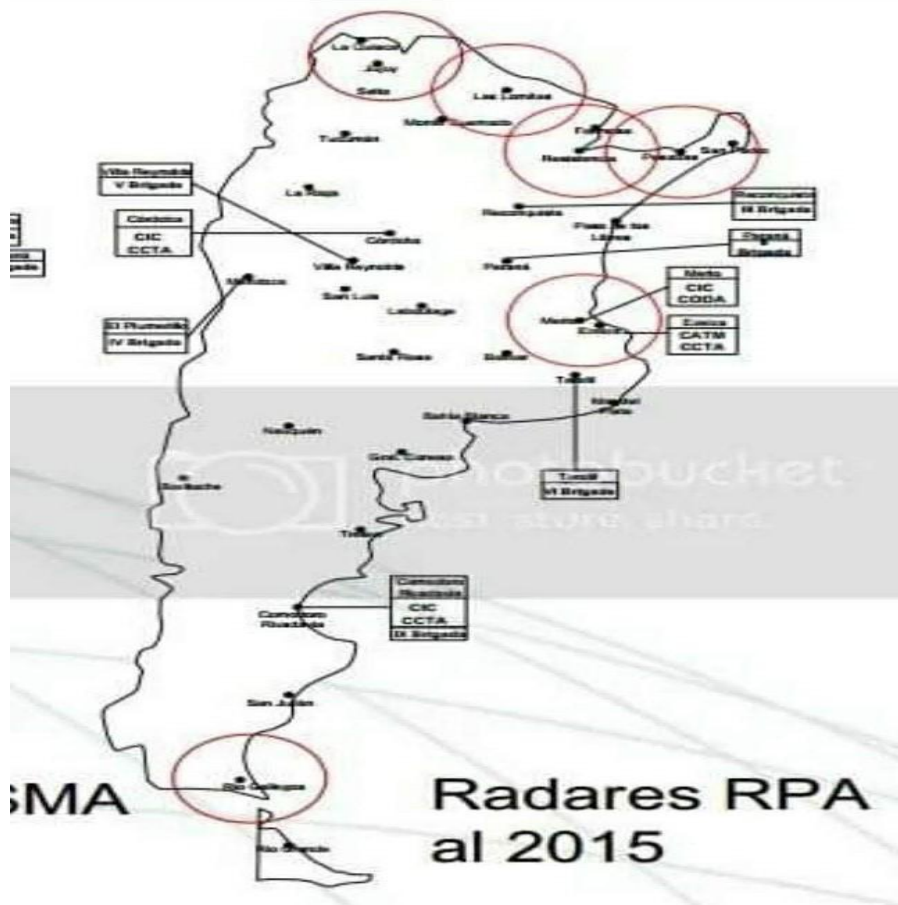 La Quiaca
Jujuy
Salta
Las Lomitas
Monte Quemado
Tucumán
Formosa
Resistencia
Posadas
San Pedro
Villa Reynolds
V Brigada
La Rioja
Reconquista
III Brigada
Reconquista
Córdoba
CIC
CCTA
Paso de los
Libres
Córdoba
Paraná
Brigada
Villa Reynolds
Paraná
Mendoza
Merlo
CIC
CODA
San Luis
Laboulaye
Merlo
Ezeiza
Ezeiza
CATM
CCTA
El Plumerillo
IV Brigada
Santa Rosa
Bolívar
Tandil
Mar del
Plata
Bahía Blanca
Neuquén
Gral. Conesa
photobucket
Tandil
VI Brigada
Bariloche
Trelew
Comodoro
Rivadavia
CIC
CCTA
IX Brigada
Comodoro
Rivadavia
San Julián
Río Gallegos
SMA
Radares RPA
al 2015
Río Grande